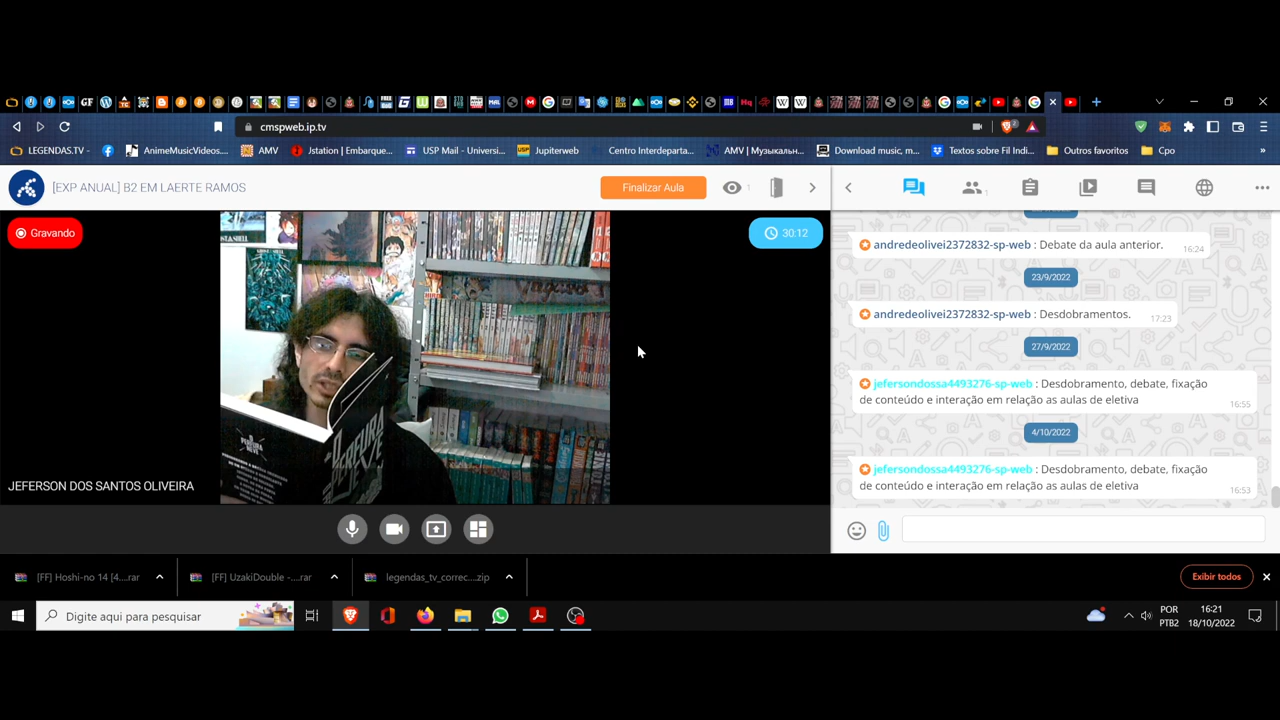 cmspweb.ip.tv
LEGENDAS.TV -
AnimeMusicVideos....
AMV
Jstation | Embarque...
USP Mail - Universi...
Jupiterweb
Centro Interdeparta...
AMV | Музыкальн...
Download music, m...
Textos sobre Fil Indi...
Outros favoritos
Cpo
[EXP ANUAL] B2 EM LAERTE RAMOS
Finalizar Aula
1
1
Gravando
30:12
JEFERSON DOS SANTOS OLIVEIRA
andredeolivei2372832-sp-web : Debate da aula anterior.
16:24
23/9/2022
andredeolivei2372832-sp-web : Desdobramentos.
17:23
27/9/2022
jefersondossa4493276-sp-web : Desdobramento, debate, fixação
de conteúdo e interação em relação as aulas de eletiva
16:55
4/10/2022
jefersondossa4493276-sp-web : Desdobramento, debate, fixação
de conteúdo e interação em relação as aulas de eletiva
16:53
[FF] Hoshi-no 14 [4....rar
[FF] UzakiDouble -....rar
legendas_tv_correc....zip
Exibir todos
Digite aqui para pesquisar
POR
PTB2
16:21
18/10/2022